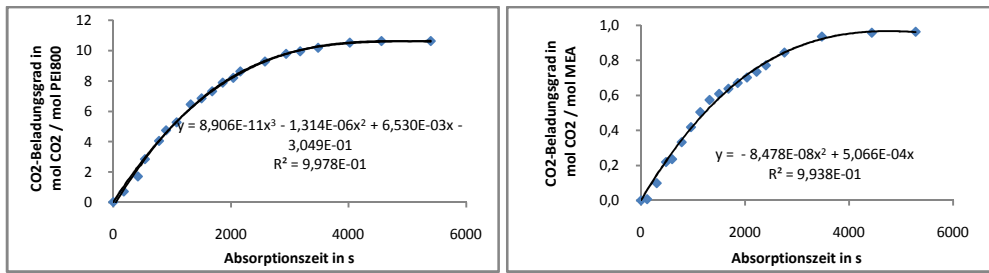 CO2-Beladungsgrad in
mol CO2 / mol PEI800
12
10
8
6
4
2
0
y = 8,906E-11x³ - 1,314E-06x² + 6,530E-03x -
3,049E-01
R² = 9,978E-01
0 2000 4000 6000
Absorptionszeit in s
CO2-Beladungsgrad in
mol CO2 / mol MEA
1,0
0,8
0,6
0,4
0,2
0,0
y = - 8,478E-08x² + 5,066E-04x
R² = 9,938E-01
0 2000 4000 6000
Absorptionszeit in s